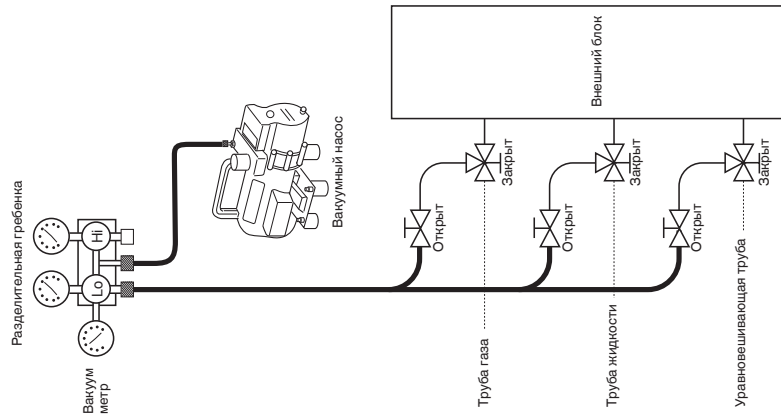 Разделительная гребенка
Вакуум
метр
Hi
Lo
Вакуумный насос
Внешний блок
Открыт
Закрыт
Труба газа
Открыт
Закрыт
Труба жидкости
Открыт
Закрыт
Уравновешивающая труба